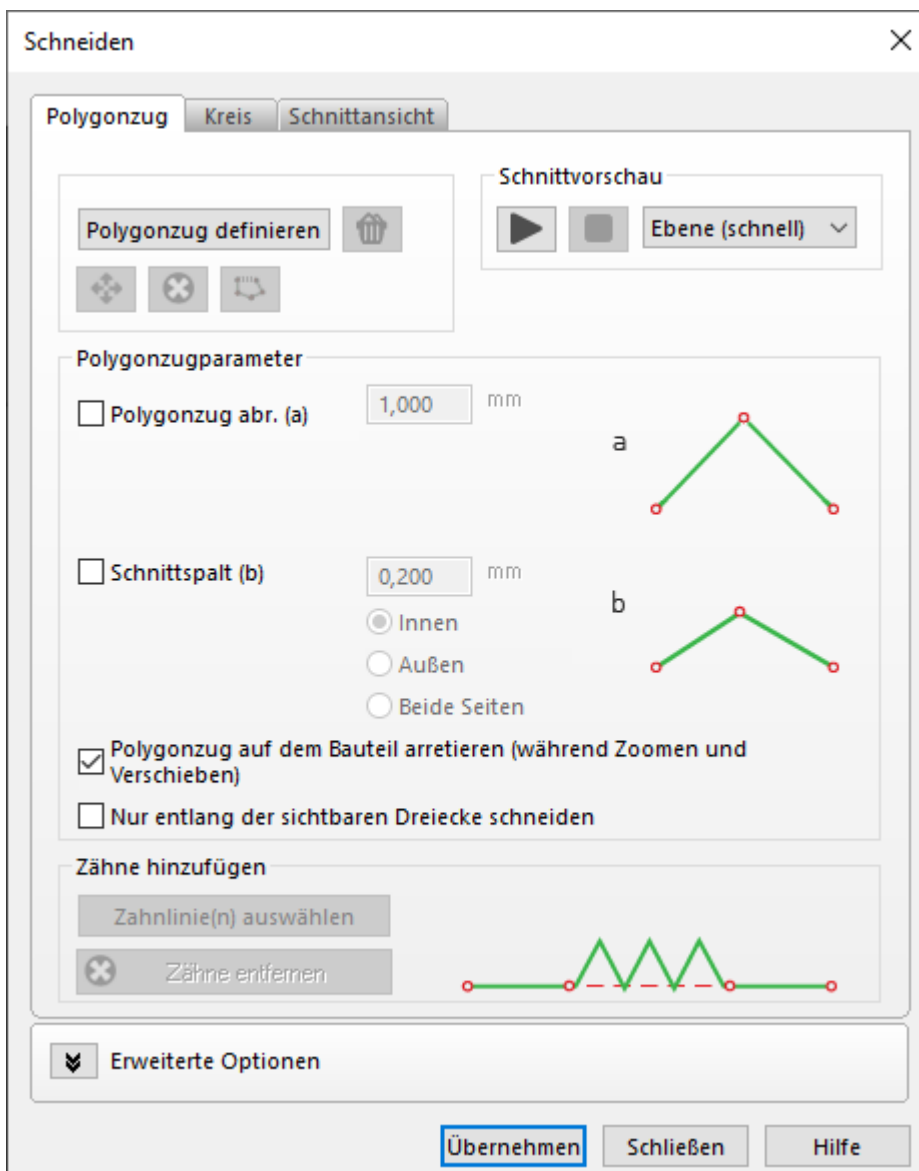 Schneiden
Polygonzug
Kreis
Schnittansicht
Polygonzug definieren
Schnittvorschau
Ebene (schnell)
Polygonzugparameter
Polygonzug abr. (a)
1,000
mm
a
Schnittspalt (b)
0,200
mm
b
Innen
Außen
Beide Seiten
Polygonzug auf dem Bauteil arretieren (während Zoomen und
Verschieben)
Nur entlang der sichtbaren Dreiecke schneiden
Zähne hinzufügen
Zahnlinie(n) auswählen
Zähne entfernen
Erweiterte Optionen
Übernehmen
Schließen
Hilfe